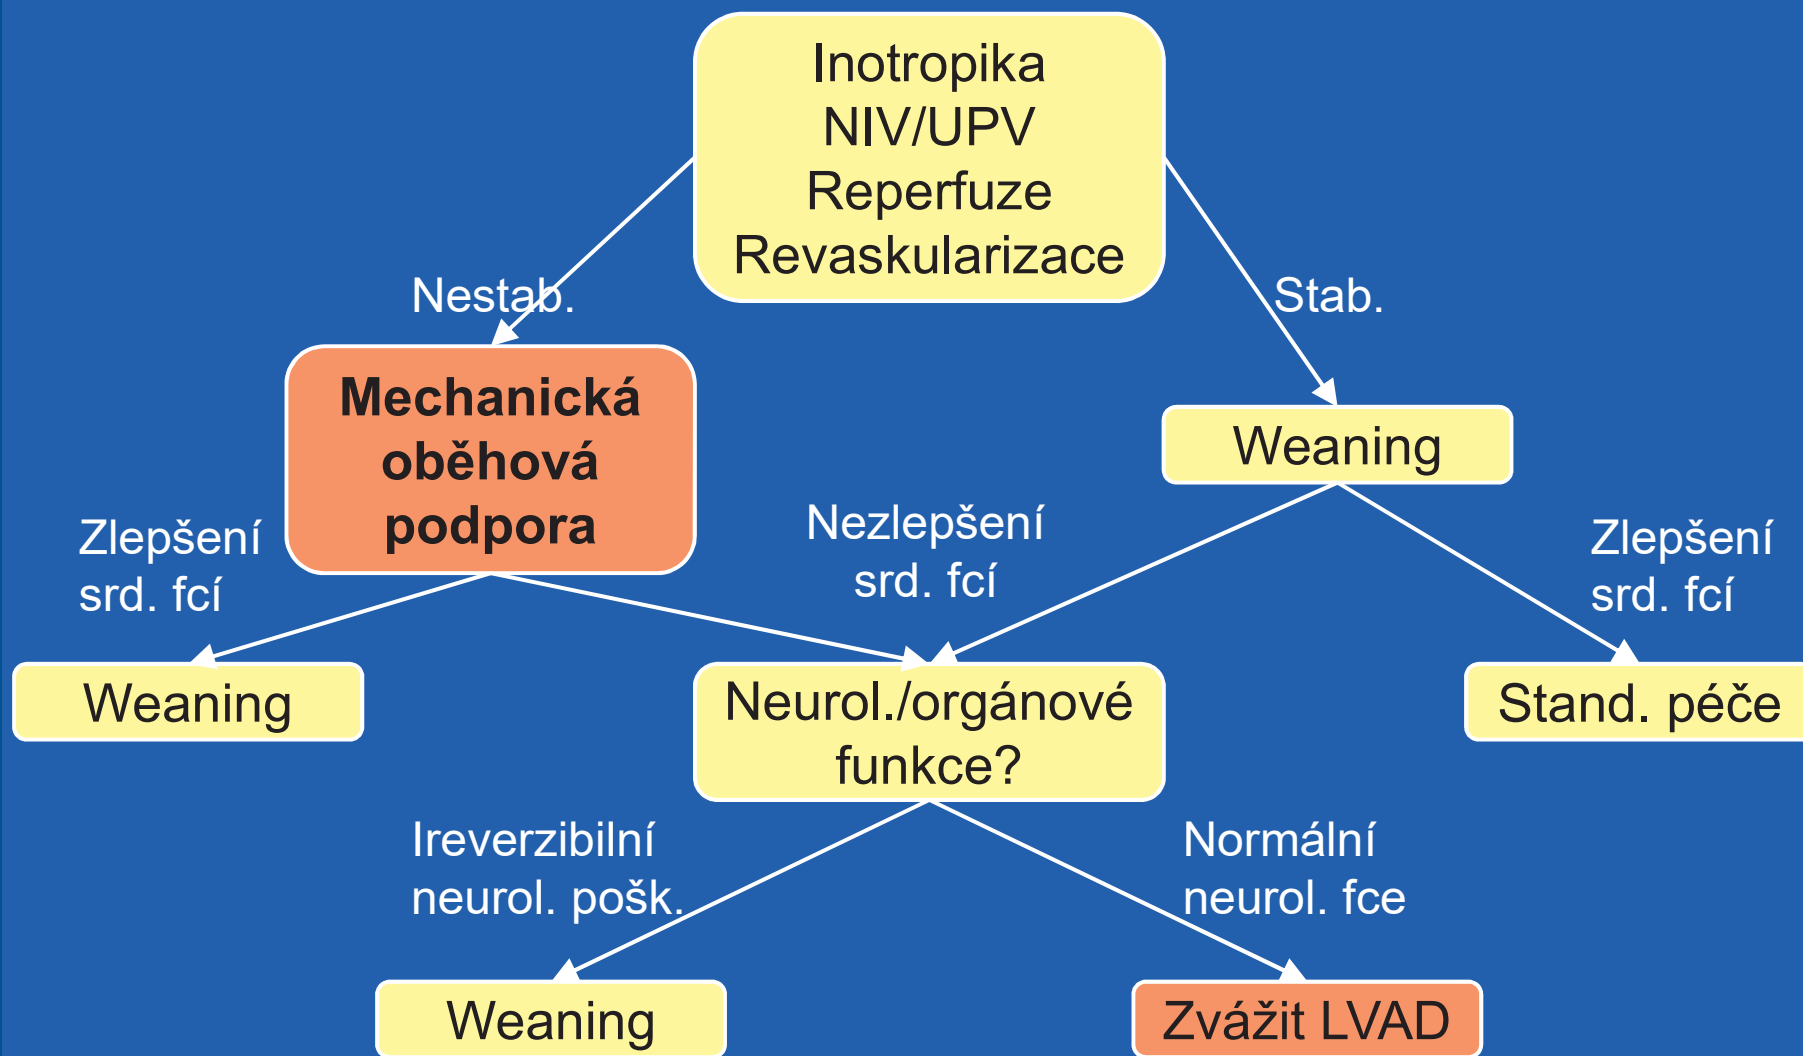 Inotropika
NIV/UPV
Reperfuze
Revaskularizace
Nestab.
Stab.
Mechanická
oběhová
podpora
Weaning
Zlepšení
srd. fcí
Nezlepšení
srd. fcí
Zlepšení
srd. fcí
Weaning
Neurol./orgánové
funkce?
Stand. péče
Ireverzibilní
neurol. pošk.
Normální
neurol. fce
Weaning
Zvážit LVAD